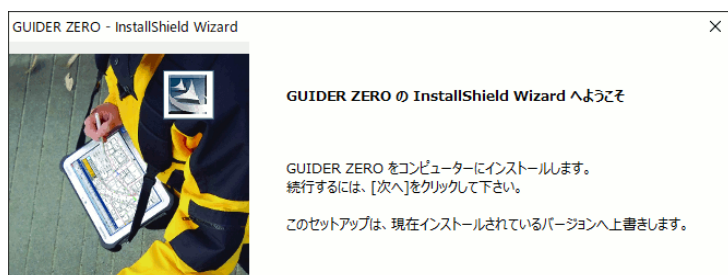 GUIDER ZERO - InstallShield Wizard
GUIDER ZERO の InstallShield Wizard へようこそ
GUIDER ZERO をコンピューターにインストールします。
続行するには、[次へ]をクリックして下さい。
このセットアップは、現在インストールされているバージョンへ上書きします。